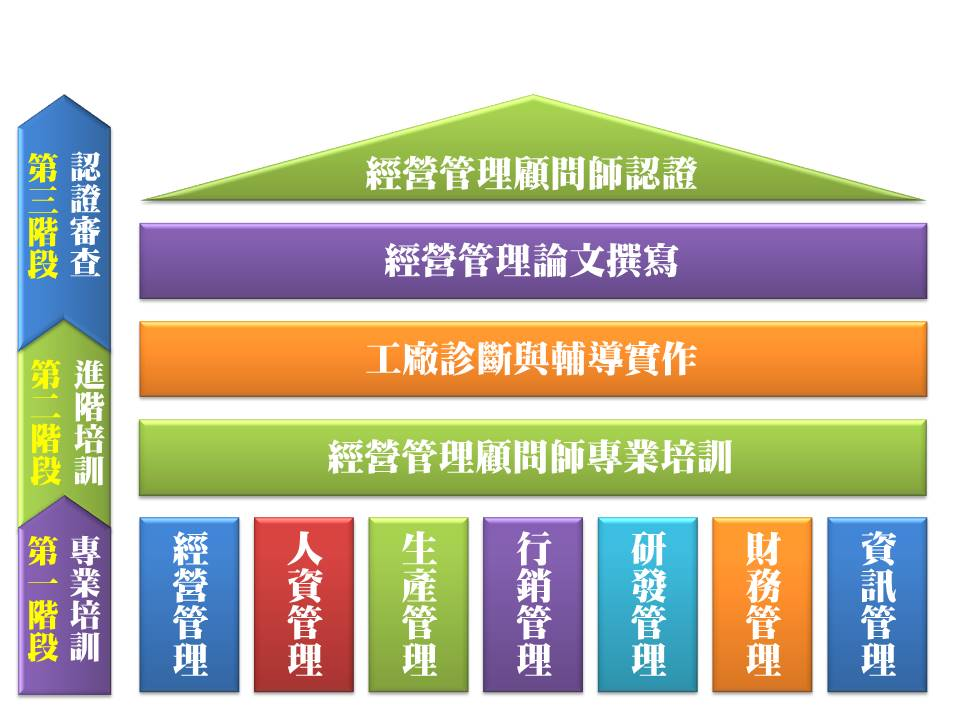 經營管理顧問師認證
第三階段
認證審查
經營管理論文撰寫
工廠診斷與輔導實作
第二階段
進階培訓
經營管理顧問師專業培訓
第一階段
專業培訓
經營管理
人資管理
生產管理
行銷管理
研發管理
財務管理
資訊管理